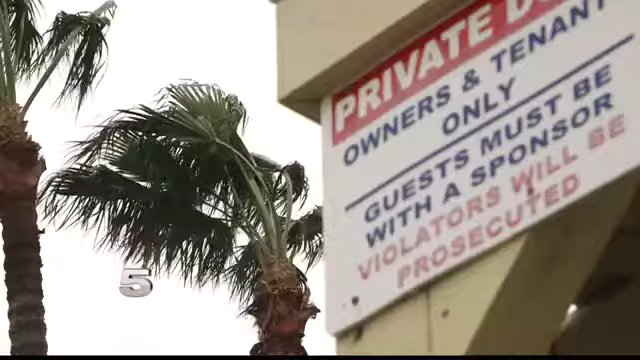 PRIVATE D
OWNERS & TENANT
ONLY
GUESTS MUST BE
WITH A SPONSOR
VIOLATORS WILL BE
PROSECUTED
5